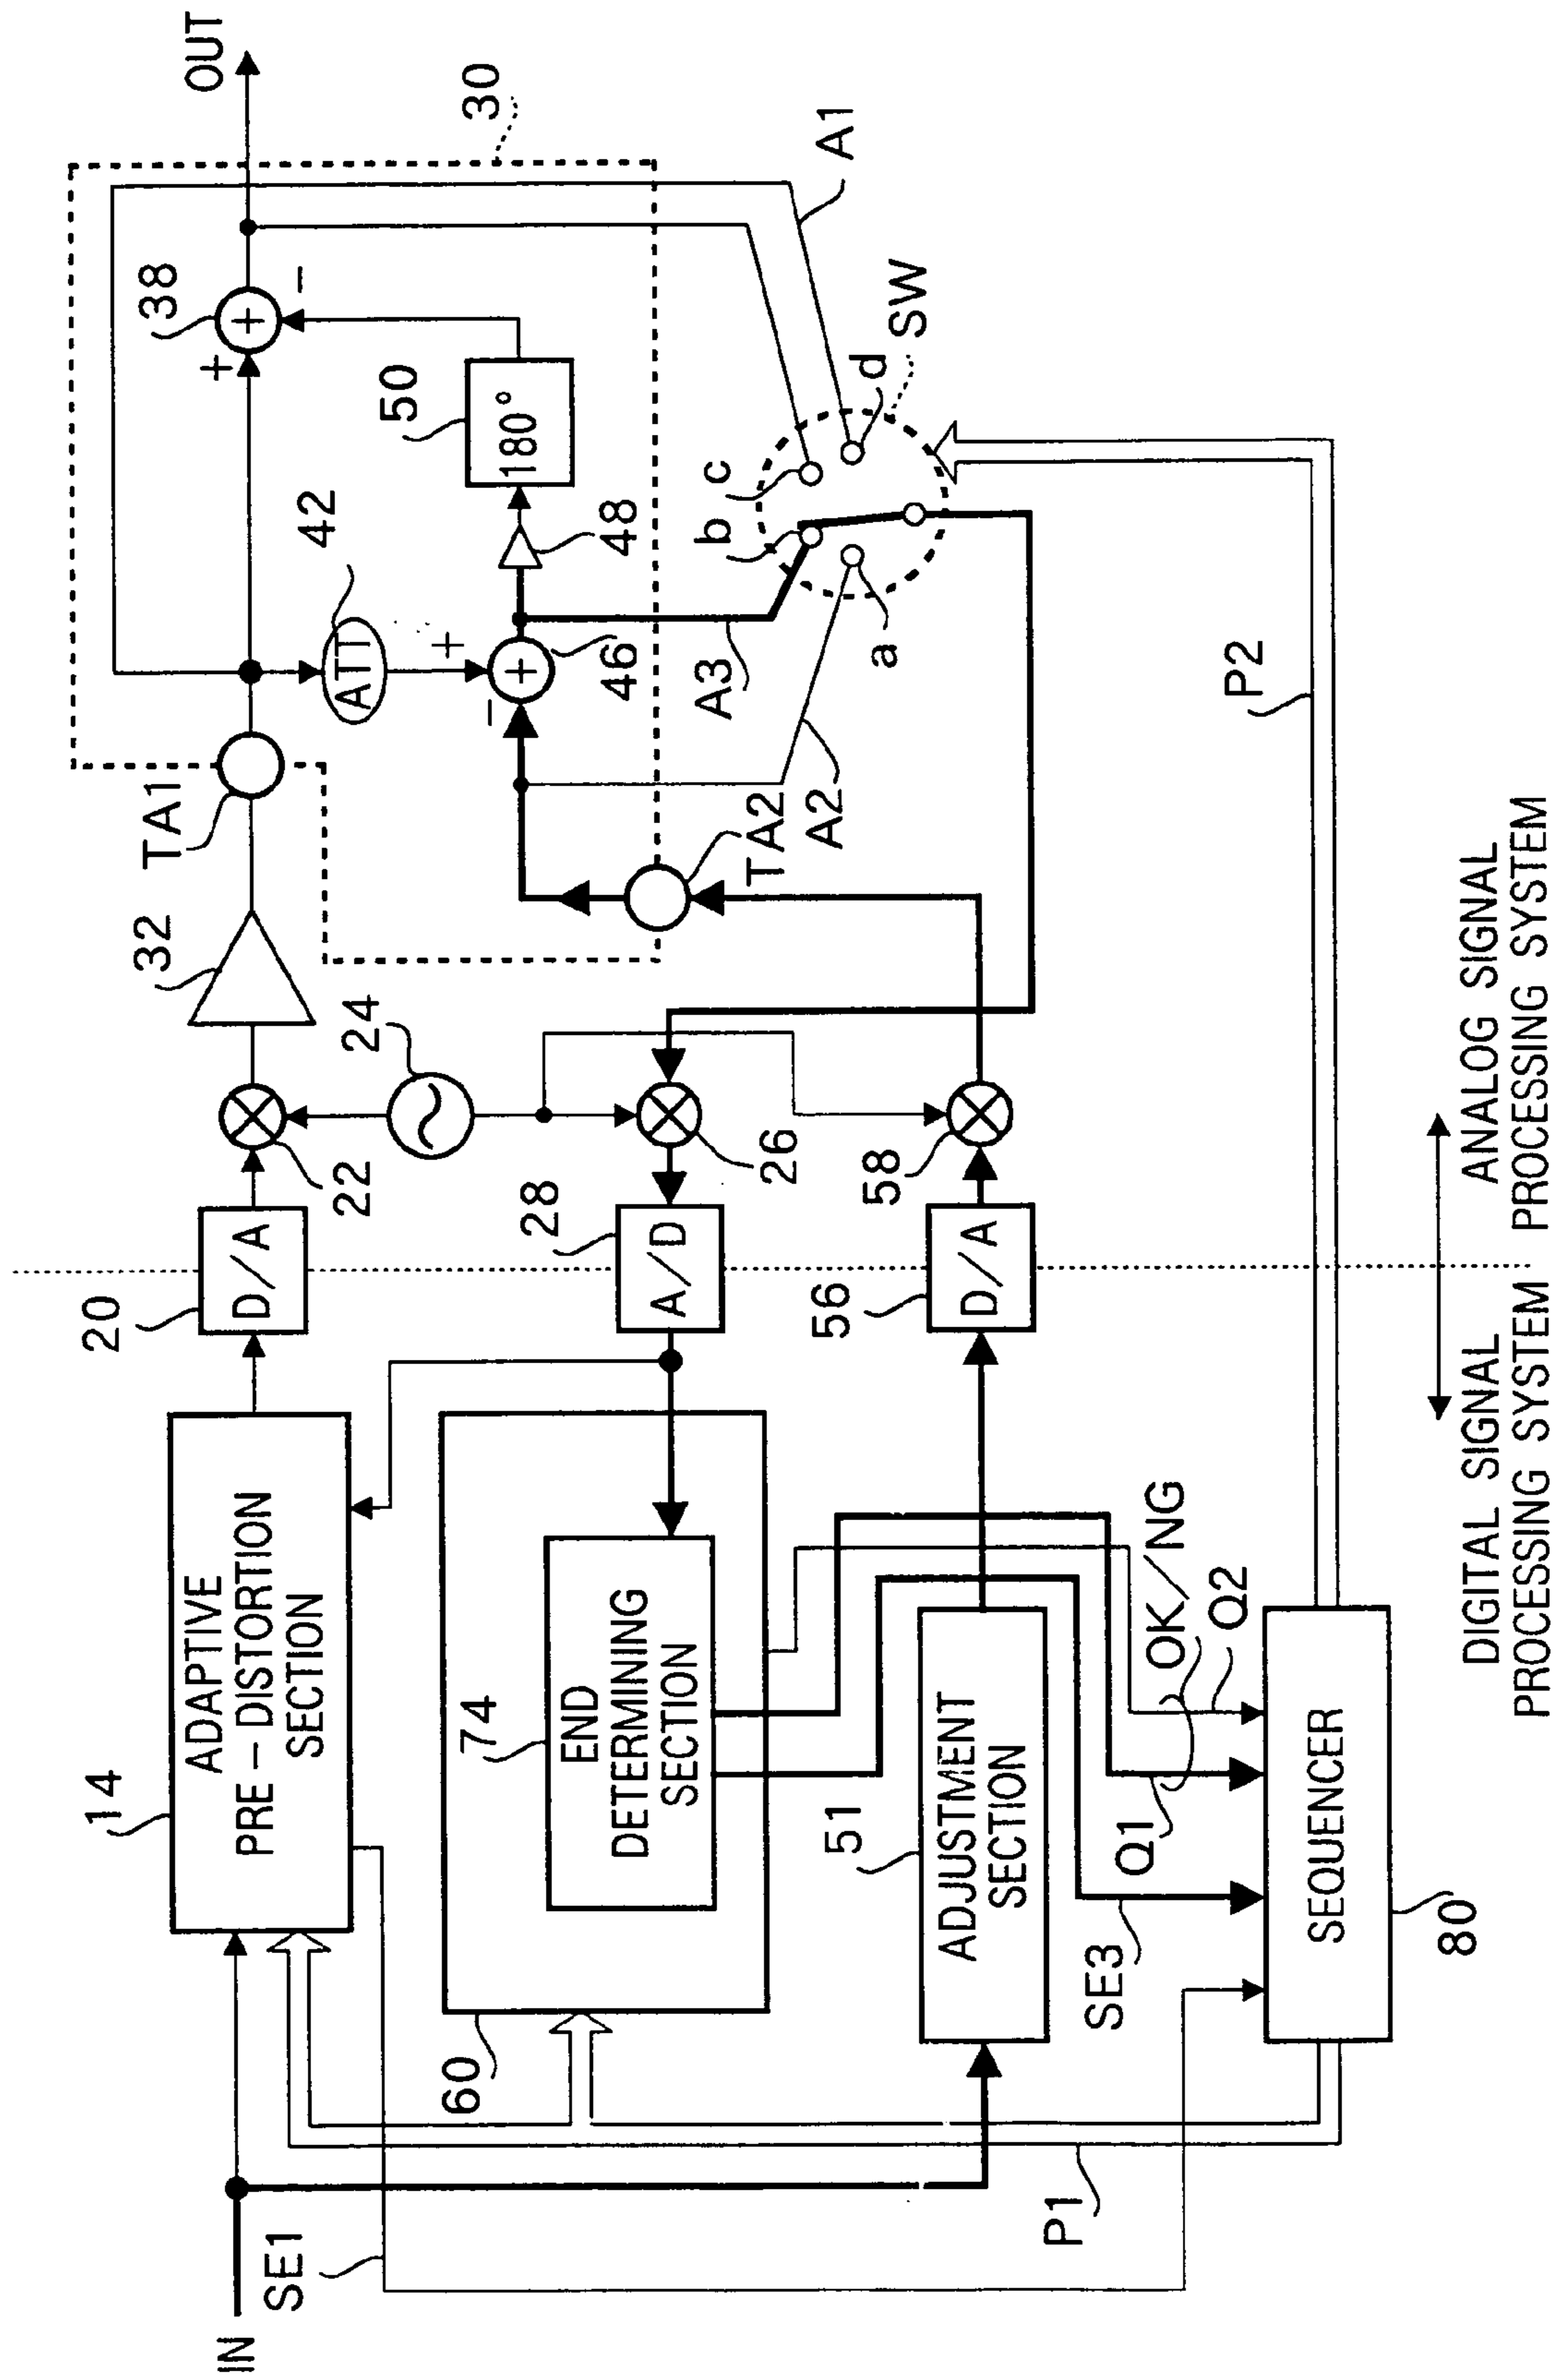 IN
OUT
SE1
14
ADAPTIVE
PRE-DISTORTION
SECTION
20
D/A
22
24
32
TA1
38
+
+
−
30
42
ATT
50
180°
48
+
−
+
46
A1
A3
A2
TA2
SW
a
b
c
d
60
74
END
DETERMINING
SECTION
28
A/D
26
51
ADJUSTMENT
SECTION
56
D/A
58
OK/NG
Q2
Q1
SE3
P1
P2
SEQUENCER
80
DIGITAL SIGNAL
PROCESSING SYSTEM
ANALOG SIGNAL
PROCESSING SYSTEM